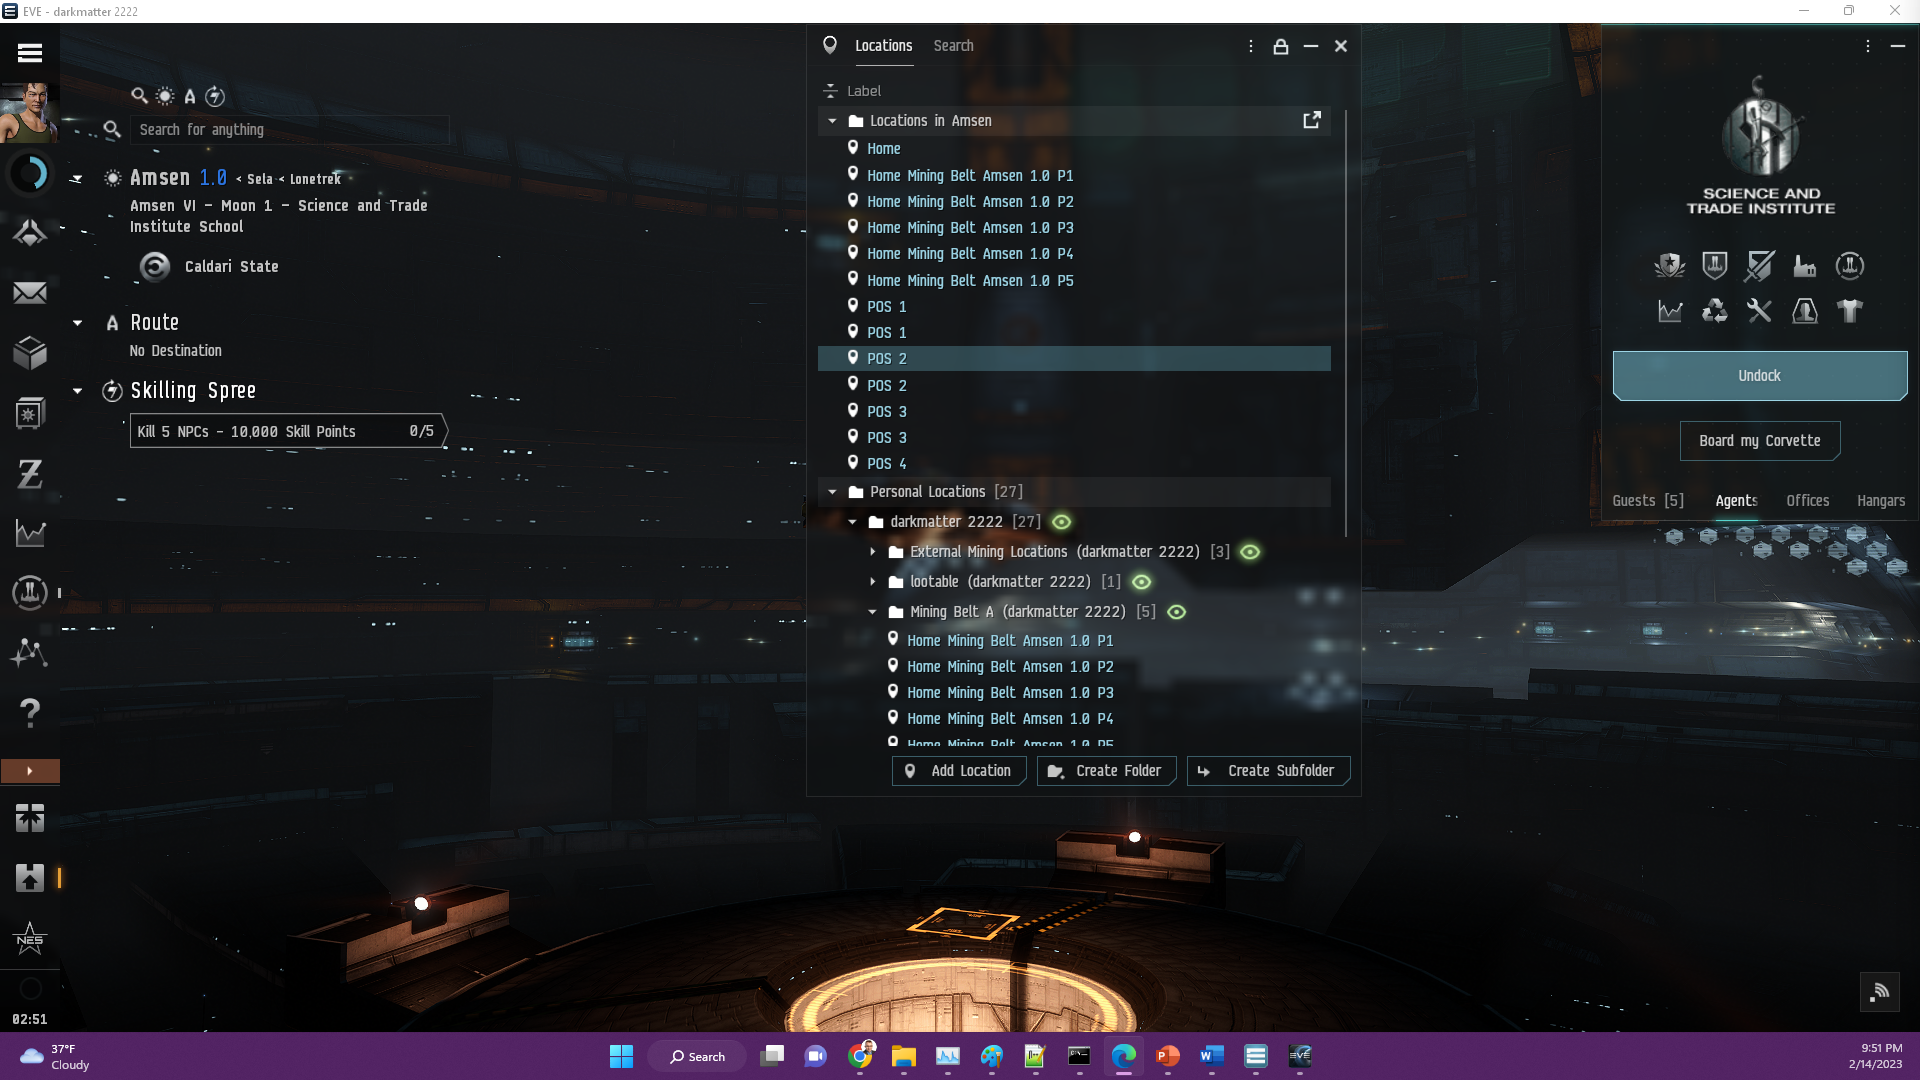 EVE - darkmatter 2222
Search for anything
Amsen 1.0 < Sela < Lonetrek
Amsen VI - Moon 1 - Science and Trade
Institute School
Caldari State
Route
No Destination
Skilling Spree
Kill 5 NPCs - 10,000 Skill Points 0/5
NES
02:51
Locations Search
Label
Locations in Amsen
Home
Home Mining Belt Amsen 1.0 P1
Home Mining Belt Amsen 1.0 P2
Home Mining Belt Amsen 1.0 P3
Home Mining Belt Amsen 1.0 P4
Home Mining Belt Amsen 1.0 P5
POS 1
POS 1
POS 2
POS 2
POS 3
POS 3
POS 4
Personal Locations [27]
darkmatter 2222 [27]
External Mining Locations (darkmatter 2222) [3]
lootable (darkmatter 2222) [1]
Mining Belt A (darkmatter 2222) [5]
Home Mining Belt Amsen 1.0 P1
Home Mining Belt Amsen 1.0 P2
Home Mining Belt Amsen 1.0 P3
Home Mining Belt Amsen 1.0 P4
Home Mining Belt Amsen 1.0 P5
Add Location Create Folder Create Subfolder
SCIENCE AND
TRADE INSTITUTE
Undock
Board my Corvette
Guests [5] Agents Offices Hangars
37°F
Cloudy
Search
EVE
9:51 PM
2/14/2023